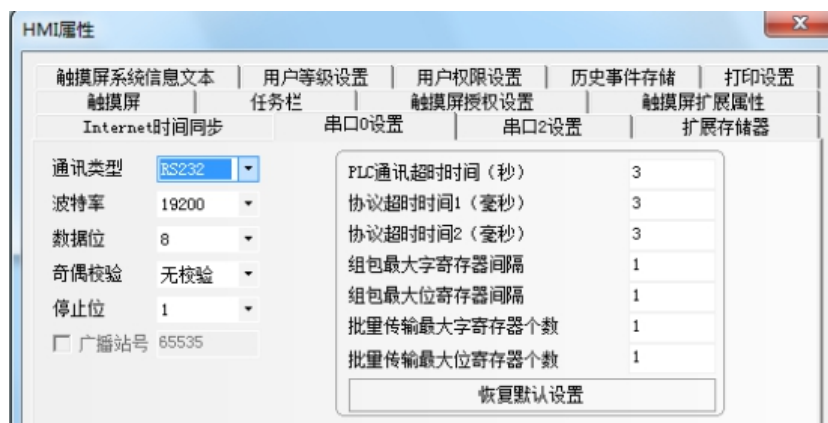 HMI属性
触摸屏系统信息文本 用户等级设置 用户权限设置 历史事件存储 打印设置
触摸屏 任务栏 触摸屏授权设置 触摸屏扩展属性
Internet时间同步 串口0设置 串口2设置 扩展存储器
通讯类型 RS232 PLC通讯超时时间（秒） 3
波特率 19200 协议超时时间1（毫秒） 3
数据位 8 协议超时时间2（毫秒） 3
奇偶校验 无校验 组包最大字寄存器间隔 1
停止位 1 组包最大位寄存器间隔 1
广播站号 65535 批里传输最大字寄存器个数 1
批里传输最大位寄存器个数 1
恢复默认设置